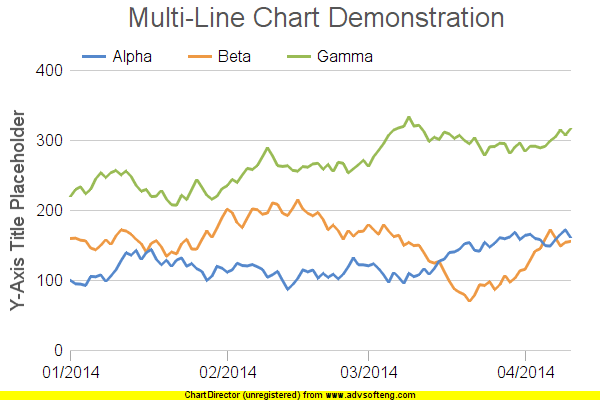 Multi-Line Chart Demonstration
Alpha Beta Gamma
Y-Axis Title Placeholder
400
300
200
100
0
01/2014 02/2014 03/2014 04/2014
ChartDirector (unregistered) from www.advsofteng.com